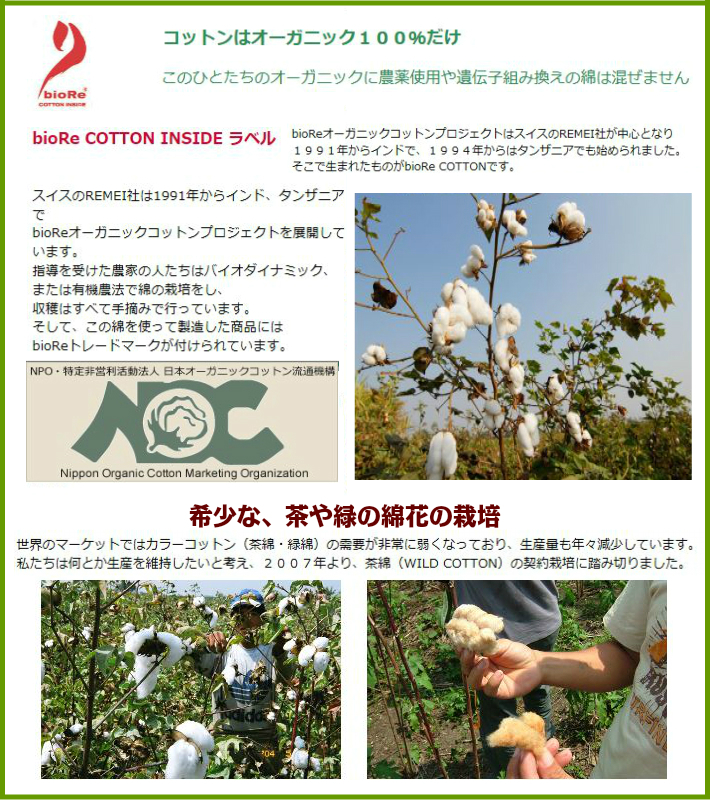 コットンはオーガニック１００%だけ
このひとたちのオーガニックに農薬使用や遺伝子組み換えの綿は混ぜません
bioRe®
COTTON INSIDE
bioRe COTTON INSIDE ラベル
bioReオーガニックコットンプロジェクトはスイスのREMEI社が中心となり
１９９１年からインドで、１９９４年からはタンザニアでも始められました。
そこで生まれたものがbioRe COTTONです。
スイスのREMEI社は1991年からインド、タンザニア
で
bioReオーガニックコットンプロジェクトを展開して
います。
指導を受けた農家の人たちはバイオダイナミック、
または有機農法で綿の栽培をし、
収穫はすべて手摘みで行っています。
そして、この綿を使って製造した商品には
bioReトレードマークが付けられています。
NPO・特定非営利活動法人 日本オーガニックコットン流通機構
NOC
Nippon Organic Cotton Marketing Organization
希少な、茶や緑の綿花の栽培
世界のマーケットではカラーコットン（茶綿・緑綿）の需要が非常に弱くなっており、生産量も年々減少しています。
私たちは何とか生産を維持したいと考え、２００７年より、茶綿（WILD COTTON）の契約栽培に踏み切りました。
adidas
'04